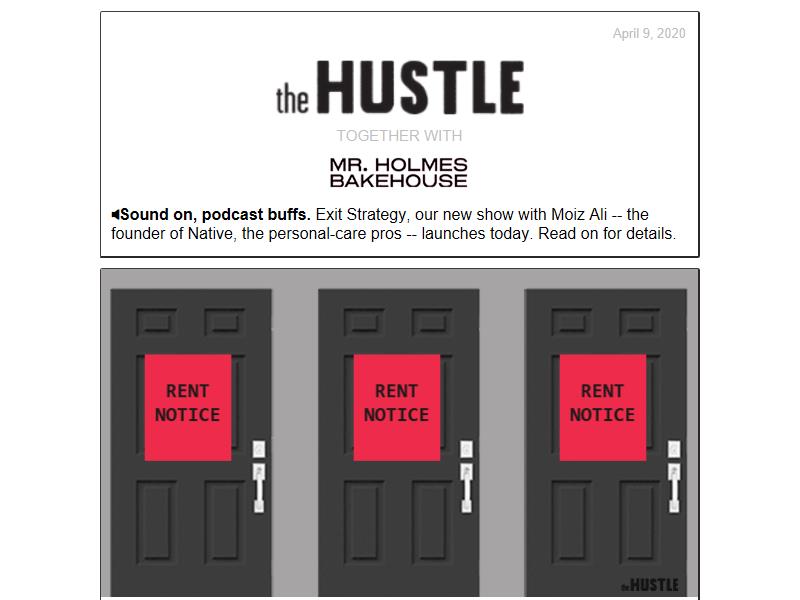 April 9, 2020
the HUSTLE
TOGETHER WITH
MR. HOLMES
BAKEHOUSE
Sound on, podcast buffs. Exit Strategy, our new show with Moiz Ali -- the
founder of Native, the personal-care pros -- launches today. Read on for details.
RENT
NOTICE
RENT
NOTICE
RENT
NOTICE
the HUSTLE